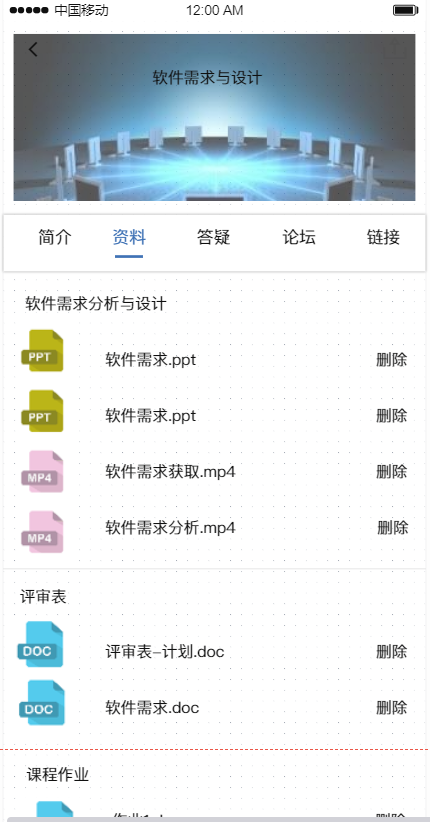 中国移动 12:00 AM
软件需求与设计
简介 资料 答疑 论坛 链接
软件需求分析与设计
PPT 软件需求.ppt 删除
PPT 软件需求.ppt 删除
MP4 软件需求获取.mp4 删除
MP4 软件需求分析.mp4 删除
评审表
DOC 评审表-计划.doc 删除
DOC 软件需求.doc 删除
课程作业
删除